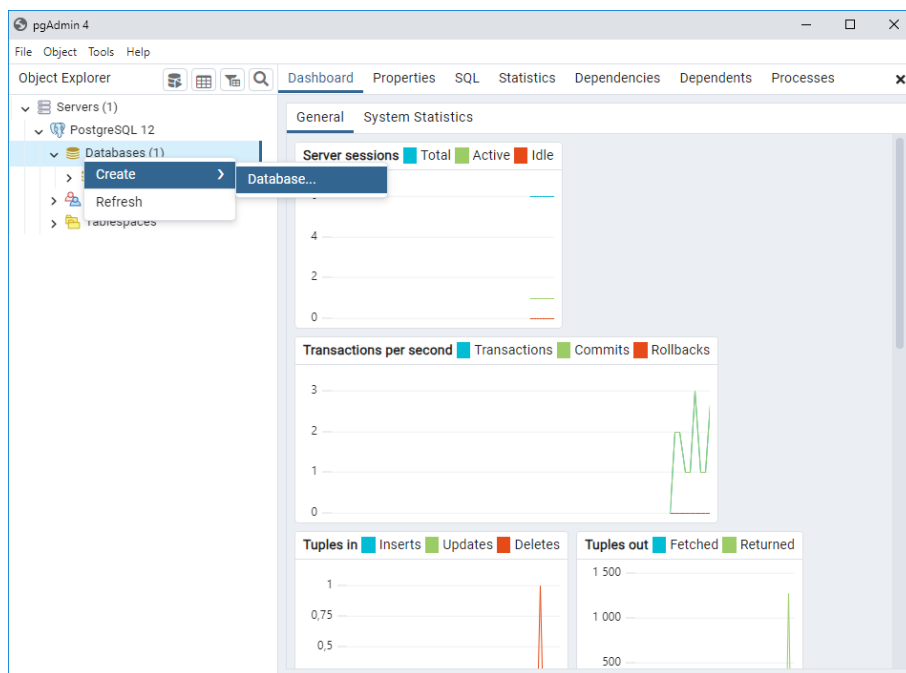 pgAdmin 4
File Object Tools Help
Object Explorer
Dashboard Properties SQL Statistics Dependencies Dependents Processes
Servers (1)
General System Statistics
PostgreSQL 12
Databases (1)
Server sessions Total Active Idle
Create
Database...
Refresh
Tablespaces
4
2
0
Transactions per second Transactions Commits Rollbacks
3
2
1
0
Tuples in Inserts Updates Deletes
Tuples out Fetched Returned
1
0,75
0,5
1 500
1 000
500